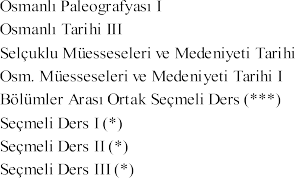 Osmanlı Paleografyası I
Osmanlı Tarihi III
Selçuklu Müesseseleri ve Medeniyeti Tarihi
Osm. Müesseseleri ve Medeniyeti Tarihi I
Bölümler Arası Ortak Seçmeli Ders (***)
Seçmeli Ders I (*)
Seçmeli Ders II (*)
Seçmeli Ders III (*)